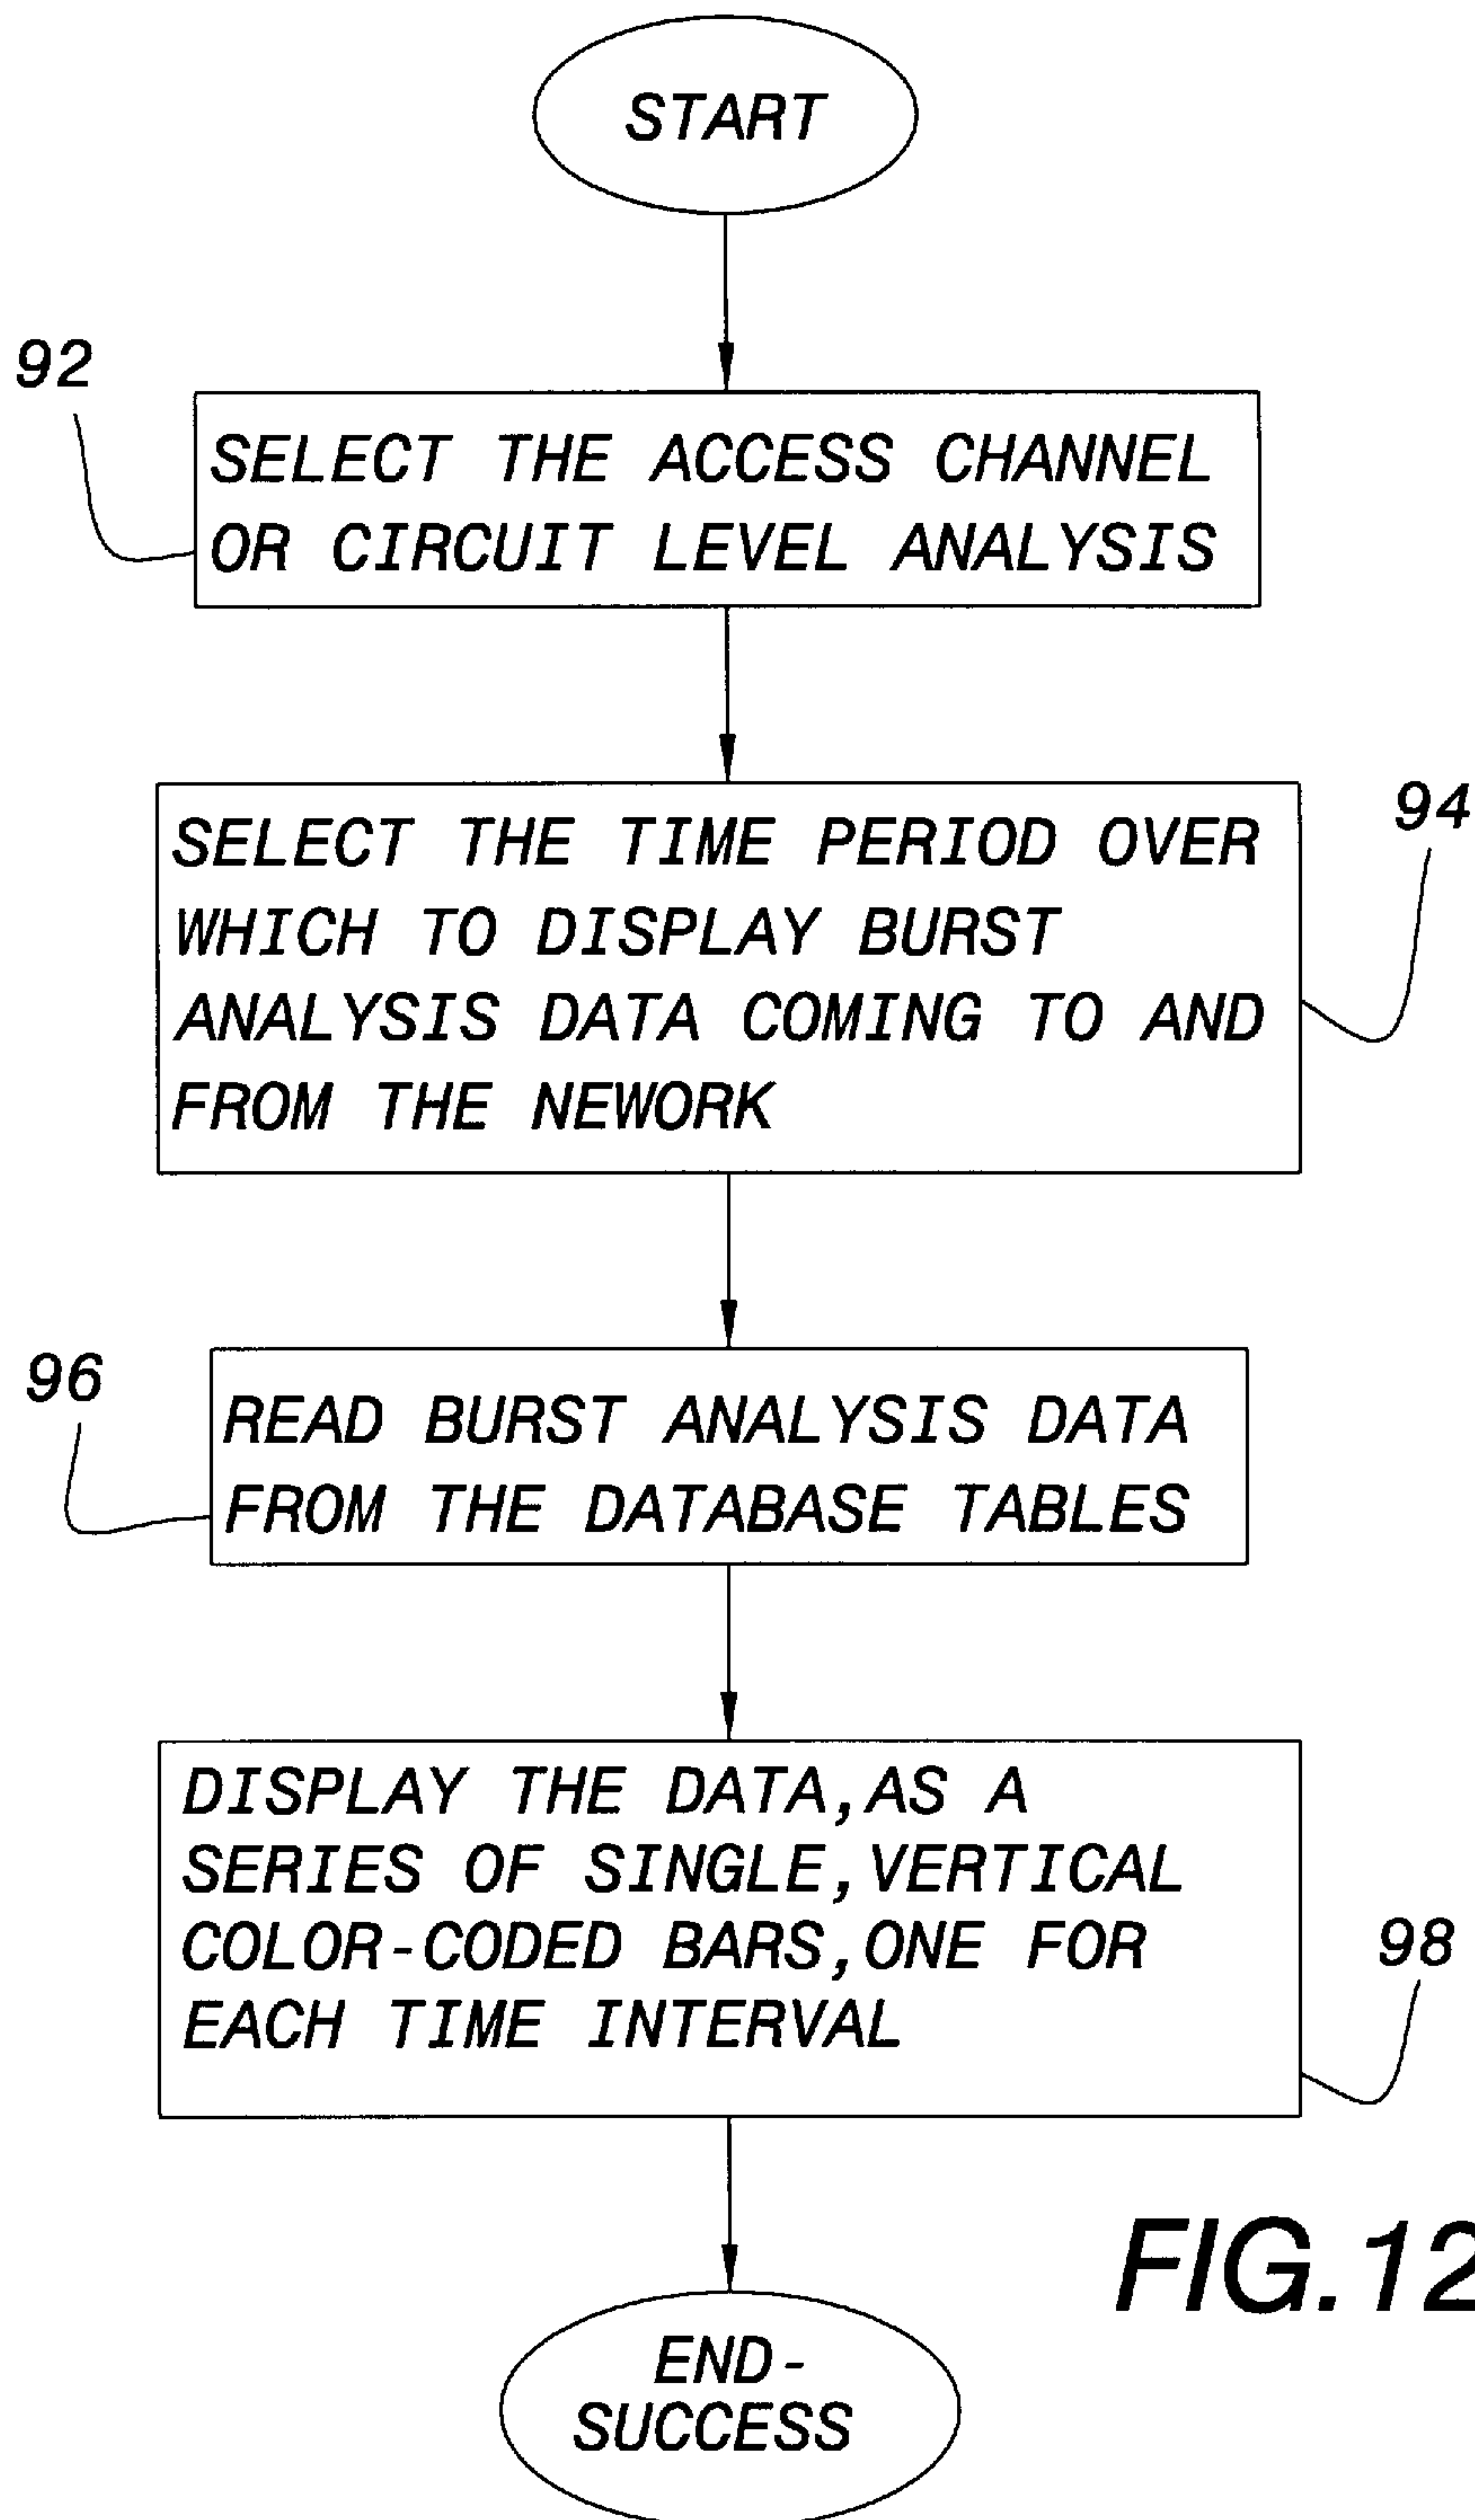 START
92
SELECT THE ACCESS CHANNEL
OR CIRCUIT LEVEL ANALYSIS
94
SELECT THE TIME PERIOD OVER
WHICH TO DISPLAY BURST
ANALYSIS DATA COMING TO AND
FROM THE NEWORK
96
READ BURST ANALYSIS DATA
FROM THE DATABASE TABLES
DISPLAY THE DATA,AS A
SERIES OF SINGLE,VERTICAL
COLOR-CODED BARS,ONE FOR
EACH TIME INTERVAL
98
FIG.12
END-
SUCCESS